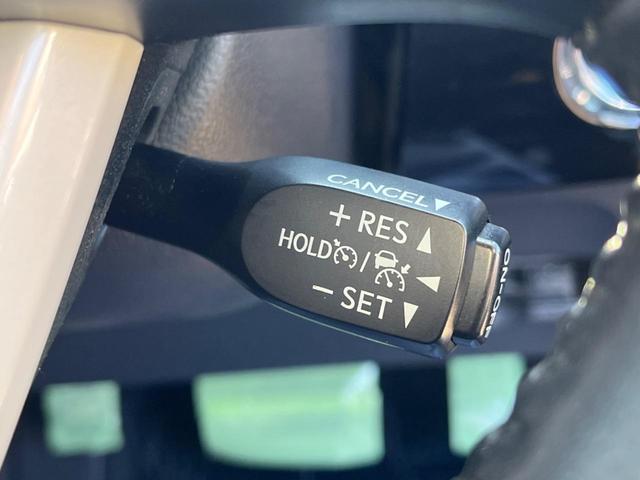 CANCEL▼
+ RES ▲
HOLD / ◀
− SET ▼
ON-OFF